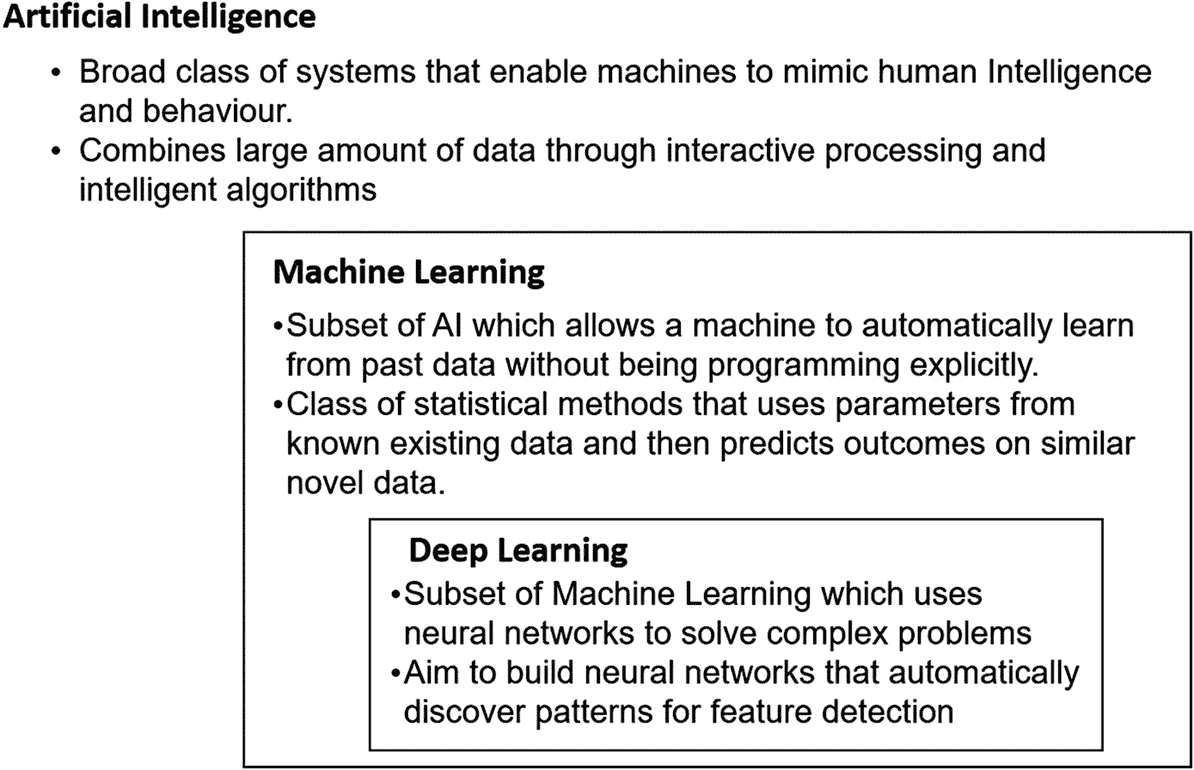 Artificial Intelligence
• Broad class of systems that enable machines to mimic human Intelligence
and behaviour.
• Combines large amount of data through interactive processing and
intelligent algorithms
Machine Learning
•Subset of AI which allows a machine to automatically learn
from past data without being programming explicitly.
•Class of statistical methods that uses parameters from
known existing data and then predicts outcomes on similar
novel data.
Deep Learning
•Subset of Machine Learning which uses
neural networks to solve complex problems
•Aim to build neural networks that automatically
discover patterns for feature detection